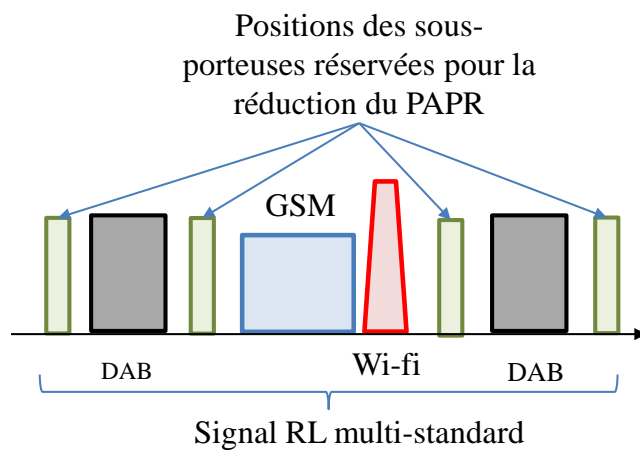 Positions des sous-
porteuses réservées pour la
réduction du PAPR
GSM
DAB
Wi-fi
DAB
Signal RL multi-standard